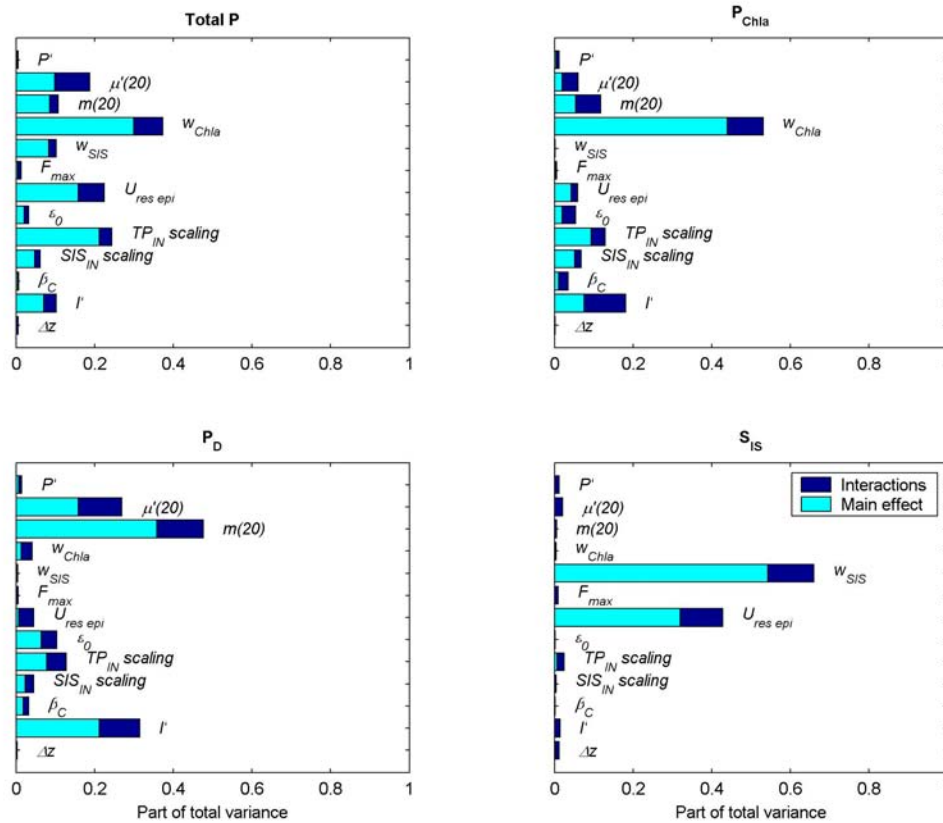 Total P
P'
μ'(20)
m(20)
w_Chla
w_SIS
F_max
U_res epi
ε_0
TP_IN scaling
SIS_IN scaling
β_C
I'
Δz
0 0.2 0.4 0.6 0.8 1
P_Chla
P'
μ'(20)
m(20)
w_Chla
w_SIS
F_max
U_res epi
ε_0
TP_IN scaling
SIS_IN scaling
β_C
I'
Δz
0 0.2 0.4 0.6 0.8
P_D
P'
μ'(20)
m(20)
w_Chla
w_SIS
F_max
U_res epi
ε_0
TP_IN scaling
SIS_IN scaling
β_C
I'
Δz
0 0.2 0.4 0.6 0.8 1
Part of total variance
S_IS
Interactions
Main effect
P'
μ'(20)
m(20)
w_Chla
w_SIS
F_max
U_res epi
ε_0
TP_IN scaling
SIS_IN scaling
β_C
I'
Δz
0 0.2 0.4 0.6 0.8
Part of total variance